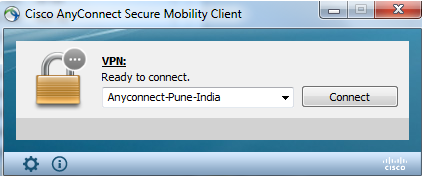 Cisco AnyConnect Secure Mobility Client
VPN:
Ready to connect.
Anyconnect-Pune-India
Connect
cisco